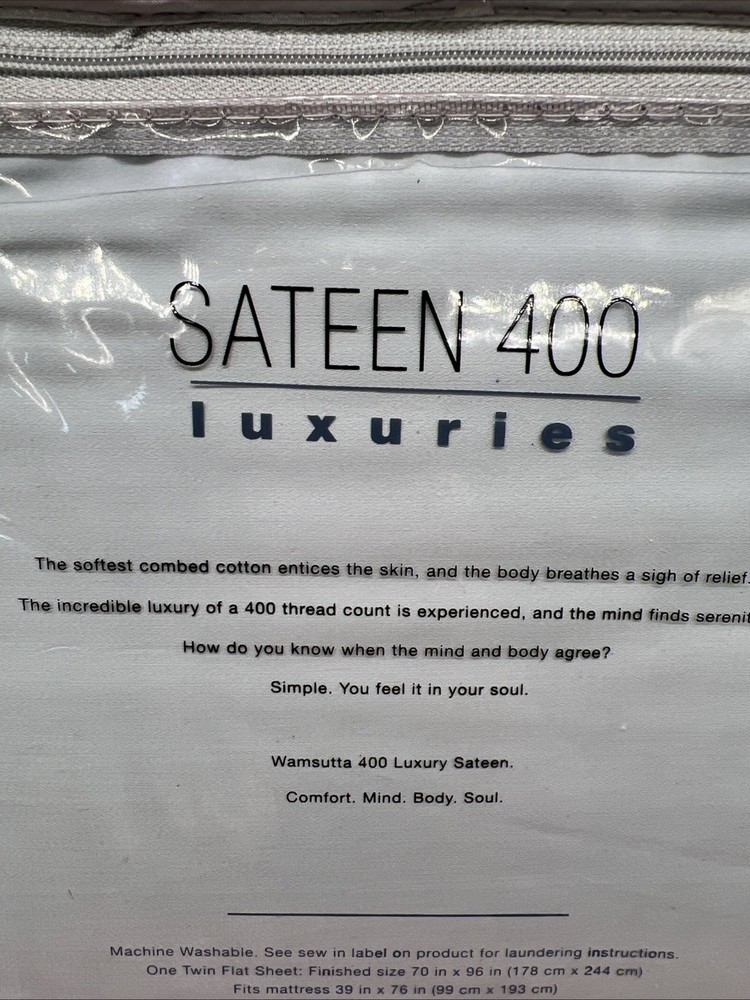 SATEEN 400
luxuries
The softest combed cotton entices the skin, and the body breathes a sigh of relief.
The incredible luxury of a 400 thread count is experienced, and the mind finds
How do you know when the mind and body agree?
Simple. You feel it in your soul.
Wamsutta 400 Luxury Sateen.
Comfort. Mind. Body. Soul.
Machine Washable. See sew in label on product for laundering instructions.
One Twin Flat Sheet: Finished size 70 in x 96 in (178 cm x 244 cm)
Fits mattress 39 in x 76 in (99 cm x 193 cm)